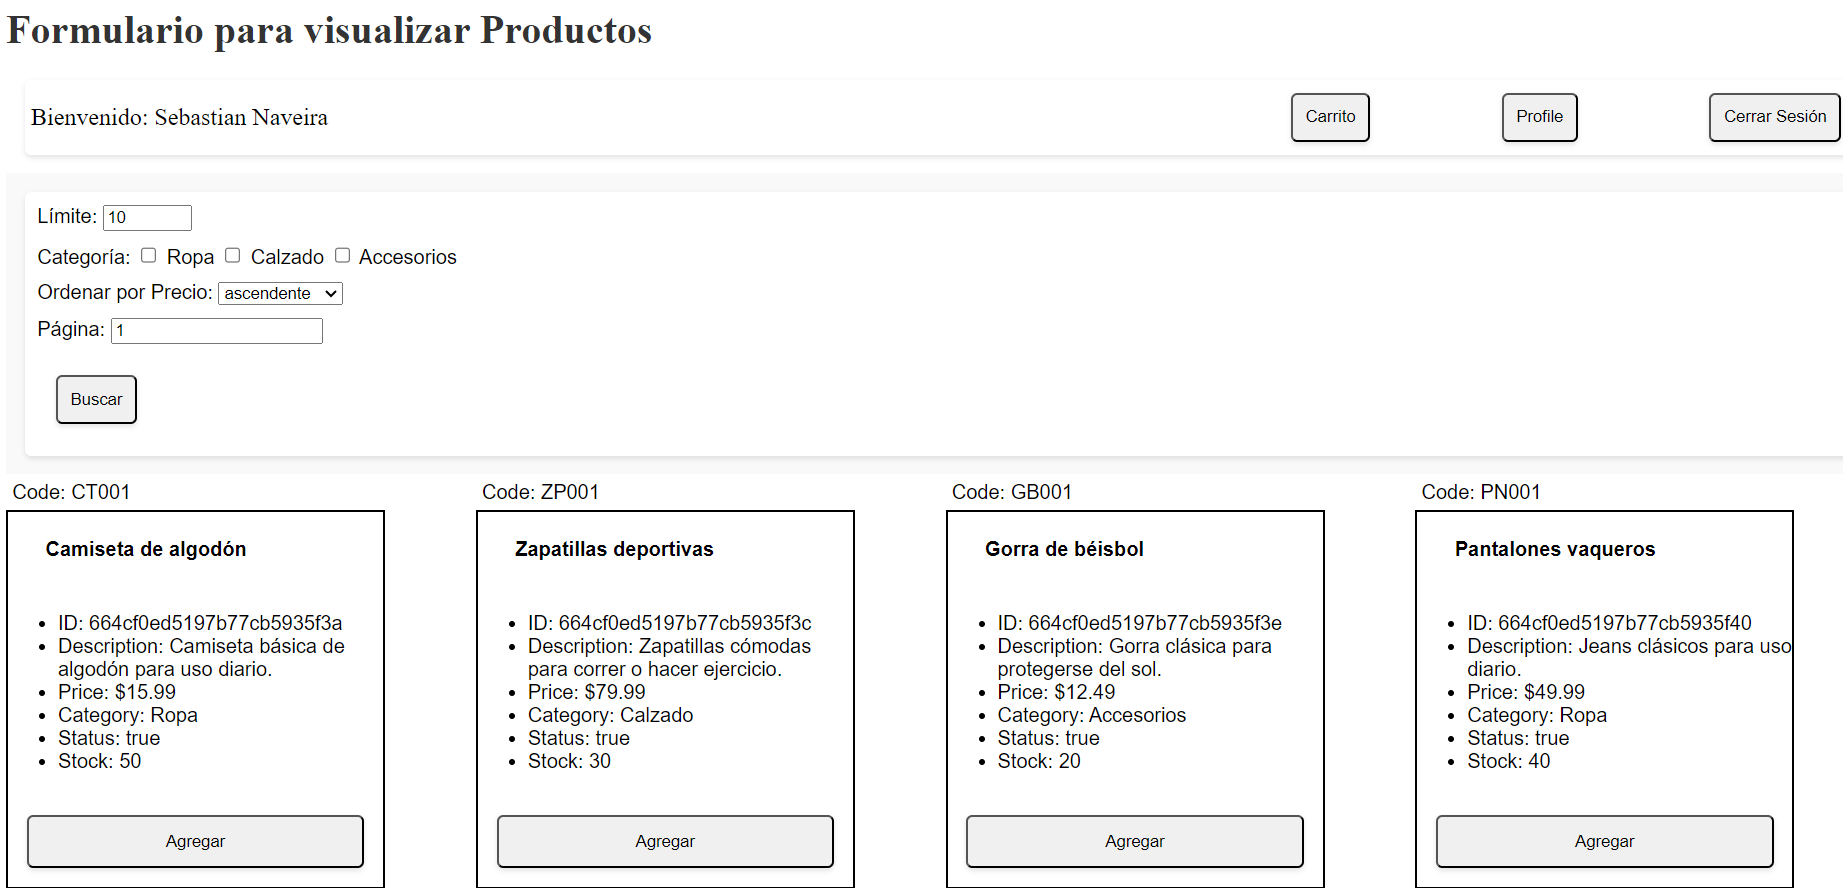 Formulario para visualizar Productos
Bienvenido: Sebastian Naveira
Carrito
Profile
Cerrar Sesión
Límite: 10
Categoría: Ropa Calzado Accesorios
Ordenar por Precio: ascendente
Página: 1
Buscar
Code: CT001
Camiseta de algodón
ID: 664cf0ed5197b77cb5935f3a
Description: Camiseta básica de
algodón para uso diario.
Price: $15.99
Category: Ropa
Status: true
Stock: 50
Agregar
Code: ZP001
Zapatillas deportivas
ID: 664cf0ed5197b77cb5935f3c
Description: Zapatillas cómodas
para correr o hacer ejercicio.
Price: $79.99
Category: Calzado
Status: true
Stock: 30
Agregar
Code: GB001
Gorra de béisbol
ID: 664cf0ed5197b77cb5935f3e
Description: Gorra clásica para
protegerse del sol.
Price: $12.49
Category: Accesorios
Status: true
Stock: 20
Agregar
Code: PN001
Pantalones vaqueros
ID: 664cf0ed5197b77cb5935f40
Description: Jeans clásicos para uso
diario.
Price: $49.99
Category: Ropa
Status: true
Stock: 40
Agregar